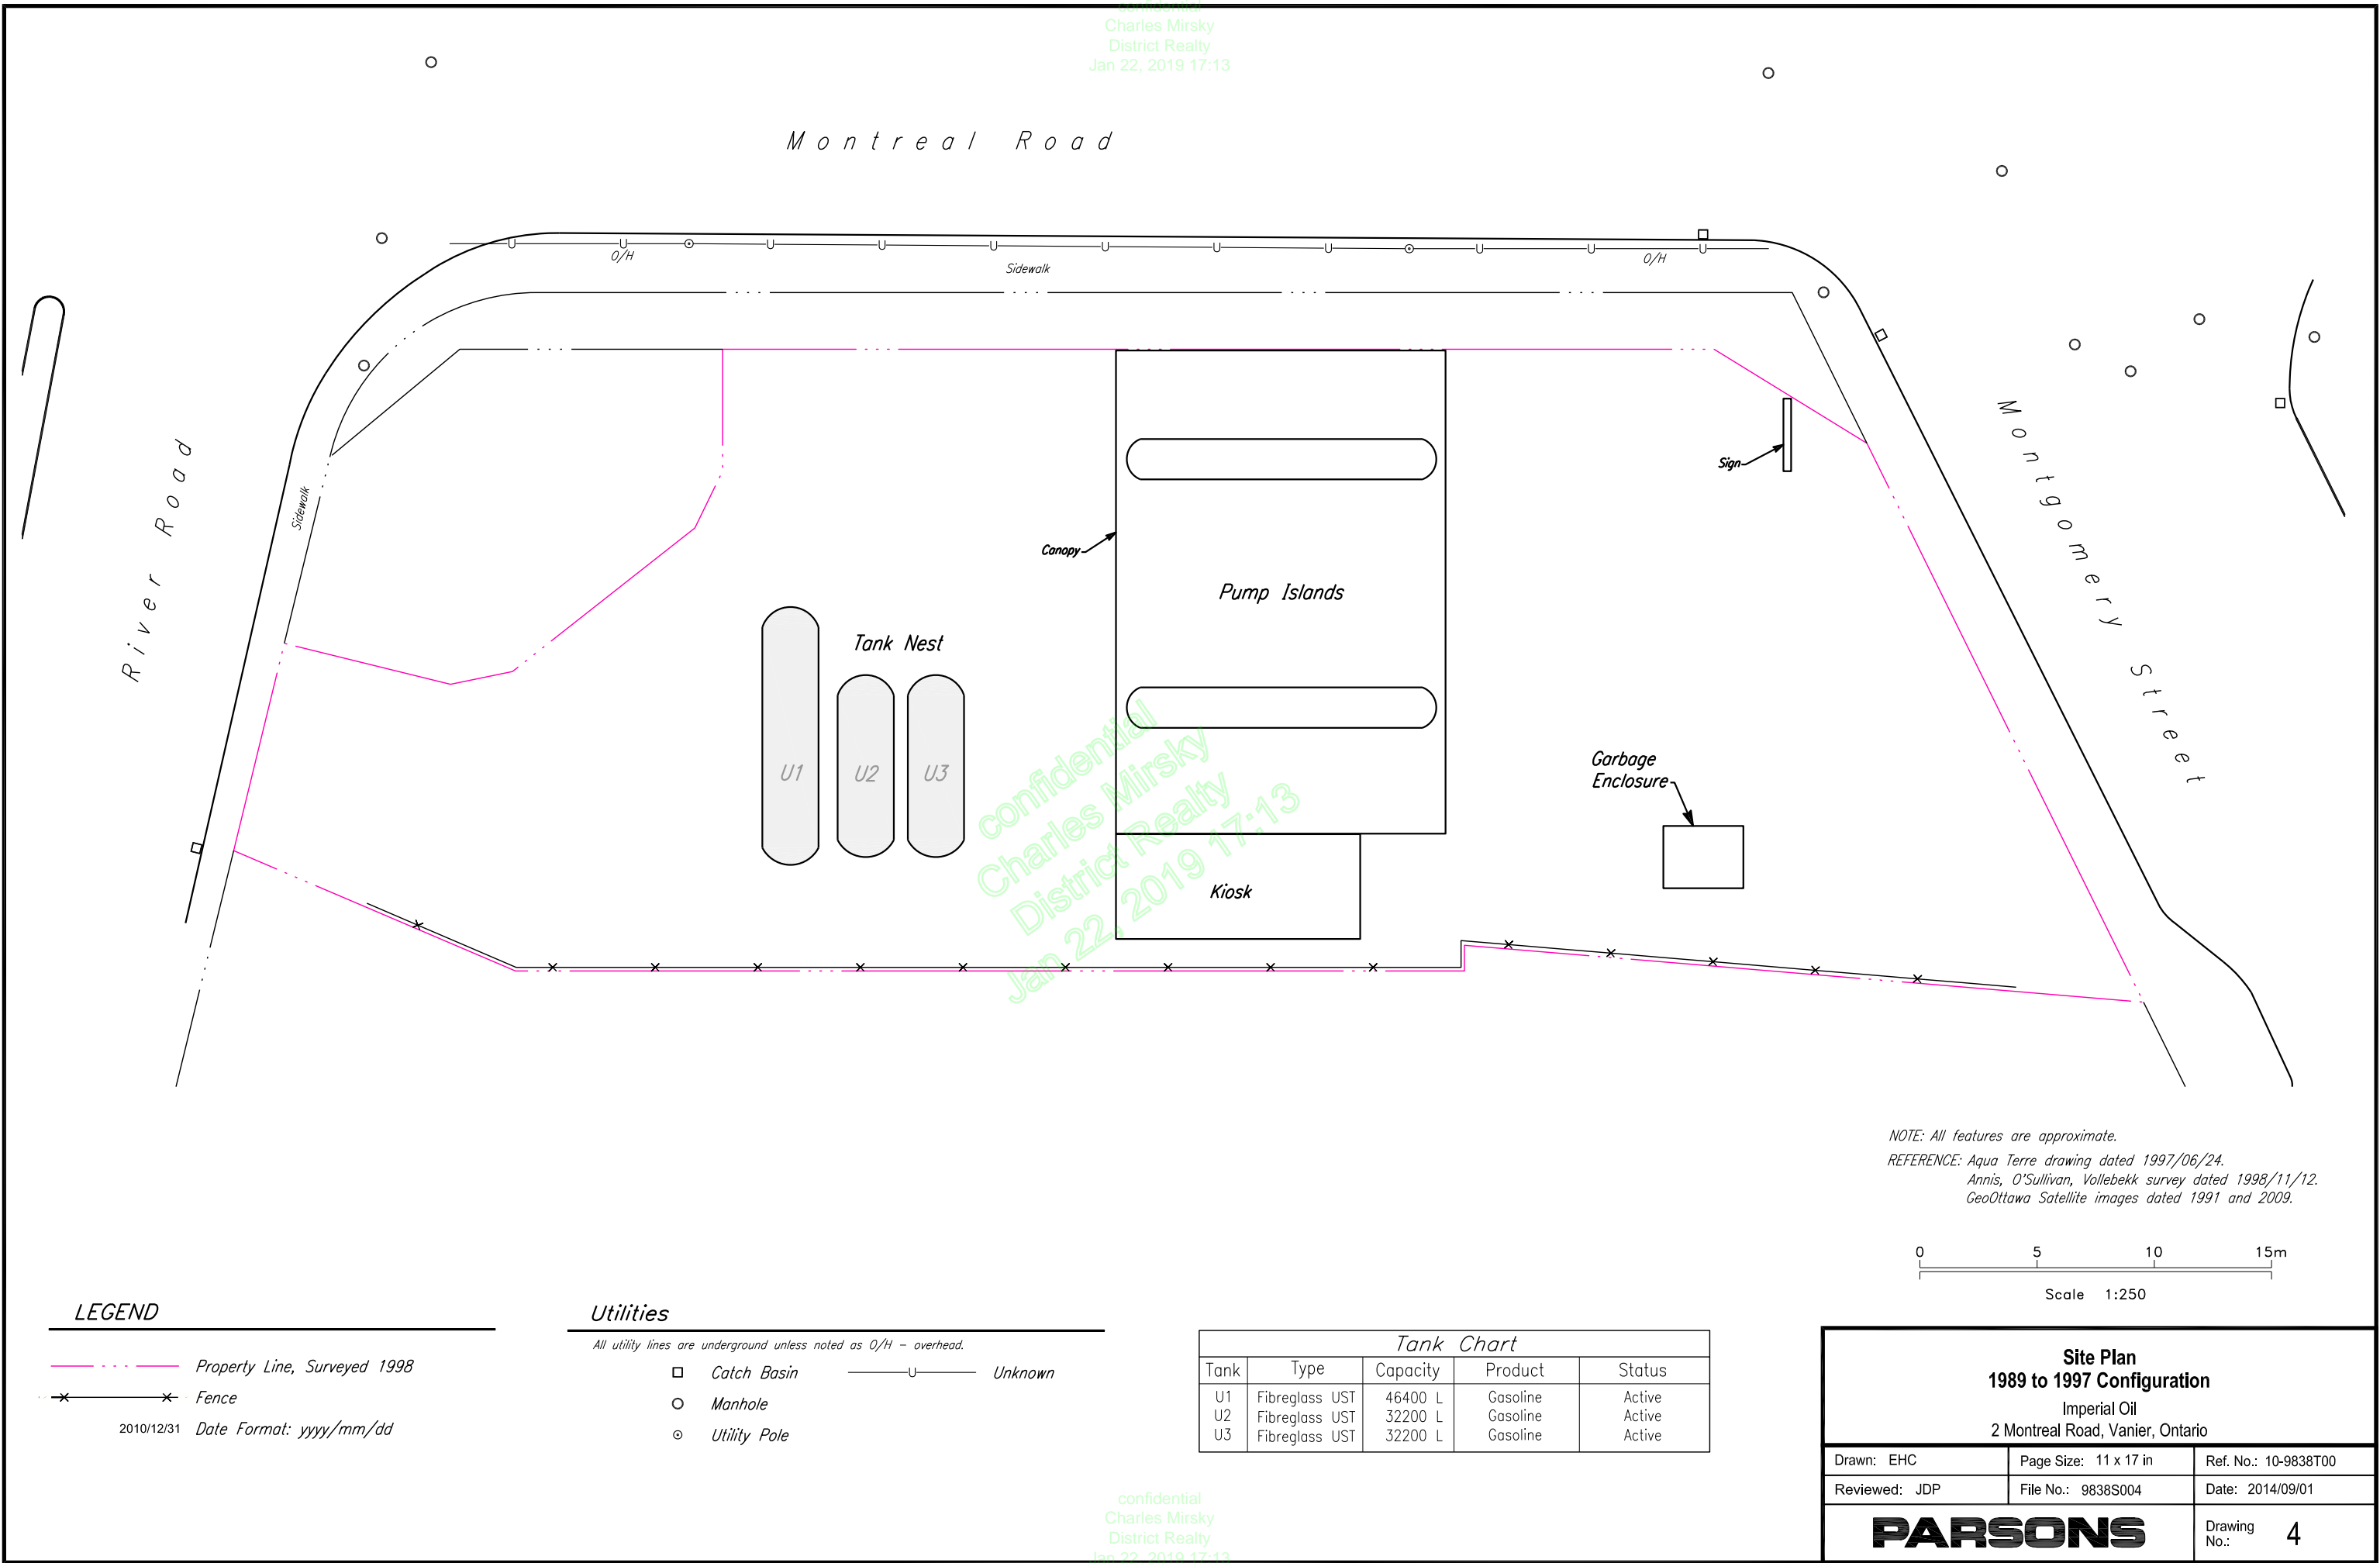 confidential
Charles Mirsky
District Realty
Jan 22, 2019 17:13
Montreal Road
O/H
Sidewalk
O/H
River Road
Sidewalk
Sign
Montgomery Street
Canopy
Pump Islands
Tank Nest
U1
U2
U3
Garbage
Enclosure
Kiosk
confidential
Charles Mirsky
District Realty
Jan 22, 2019 17:13
NOTE: All features are approximate.
REFERENCE: Aqua Terre drawing dated 1997/06/24.
Annis, O'Sullivan, Vollebekk survey dated 1998/11/12.
GeoOttawa Satellite images dated 1991 and 2009.
0 5 10 15m
Scale 1:250
LEGEND
Property Line, Surveyed 1998
Fence
2010/12/31 Date Format: yyyy/mm/dd
Utilities
All utility lines are underground unless noted as O/H - overhead.
Catch Basin U Unknown
Manhole
Utility Pole
Tank Chart
Tank Type Capacity Product Status
U1 Fibreglass UST 46400 L Gasoline Active
U2 Fibreglass UST 32200 L Gasoline Active
U3 Fibreglass UST 32200 L Gasoline Active
Site Plan
1989 to 1997 Configuration
Imperial Oil
2 Montreal Road, Vanier, Ontario
Drawn: EHC Page Size: 11 x 17 in Ref. No.: 10-9838T00
Reviewed: JDP File No.: 9838S004 Date: 2014/09/01
PARSONS Drawing No.: 4
confidential
Charles Mirsky
District Realty
Jan 22, 2019 17:13